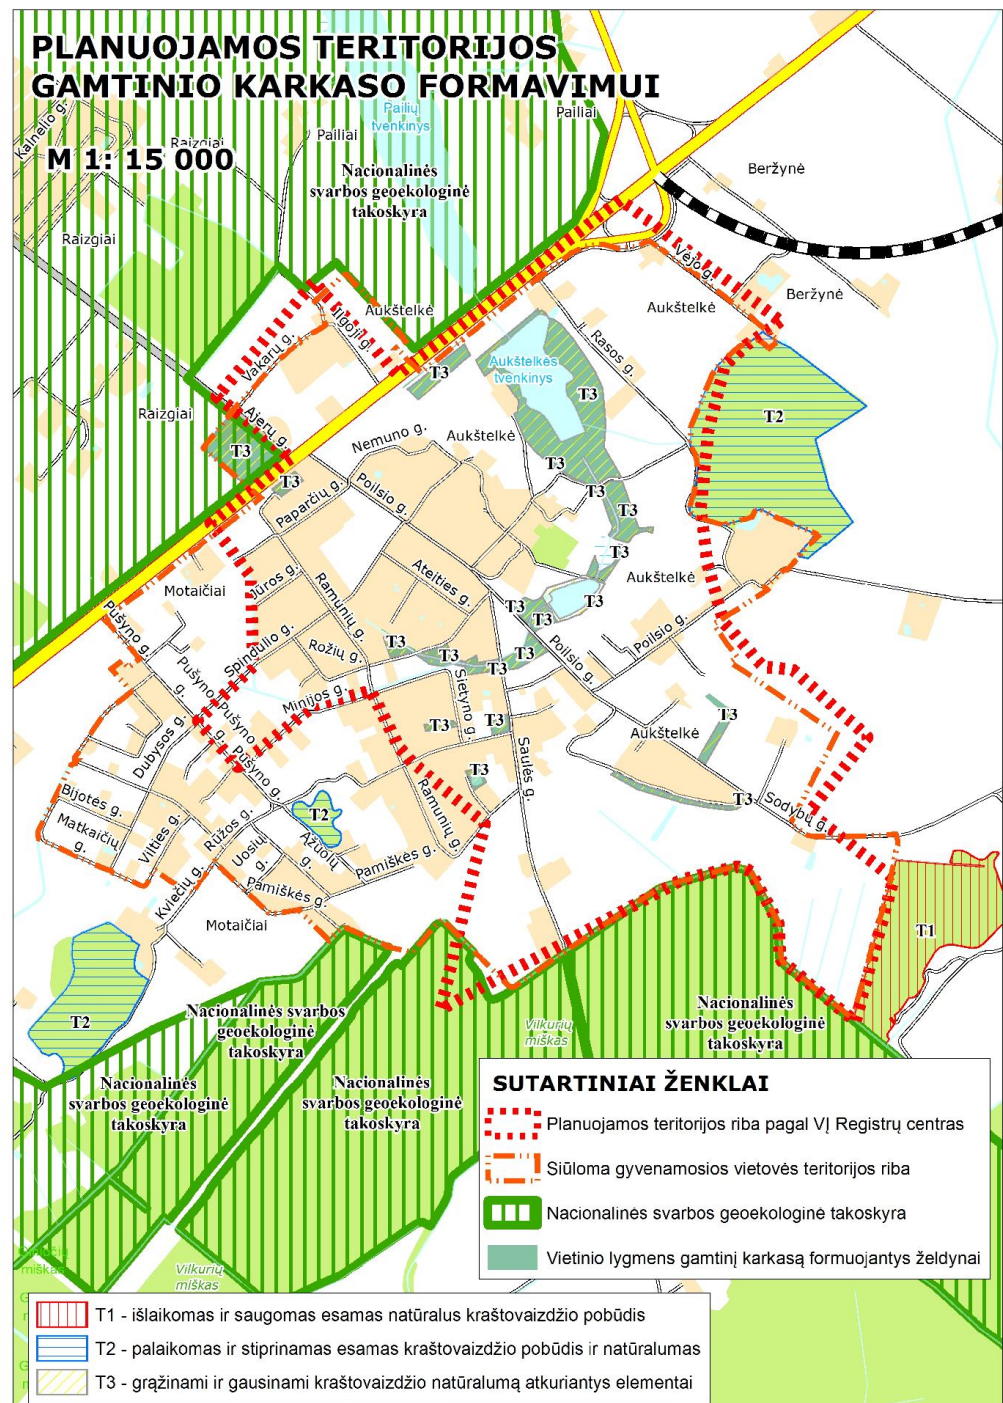 PLANUOJAMOS TERITORIJOS
GAMTINIO KARKASO FORMAVIMUI
M 1: 15 000
Kalnelio g.
Raizgiai
Pailiai
Pailių
tvenkinys
Pailiai
Nacionalinės
svarbos geoekologinė
takoskyra
Beržynė
Raizgiai
Vėjo g.
Beržynė
Aukštelkė
Aukštelkė
Ilgoji g.
Vakarų g.
Rasos g.
T3
Aukštelkės
tvenkinys
T3
Raizgiai
Ajerų g.
T3
T2
Nemuno g.
Aukštelkė
T3
T3
Paparčių g.
Poilsio g.
T3
T3
T3
Motaičiai
Jūros g.
Ateities g.
Aukštelkė
Ramunių g.
T3
T3
T3
Pušyno g.
Spindulio g.
Rožių g.
T3
T3
T3
T3
Poilsio g.
Poilsio g.
Pušyno g.
Minijos g.
Sietyno g.
Pušyno g.
T3
T3
T3
Aukštelkė
Dubysos g.
Pušyno g.
Saulės g.
T3
Bijotės g.
Matkaičių g.
Vilties g.
Rūžos g.
T2
Ramunių g.
T3
Sodybų g.
Uosių g.
Ąžuolų g.
Pamiškės g.
Kviečių g.
Pamiškės g.
Motaičiai
T1
T2
Nacionalinės svarbos
geoekologinė
takoskyra
Vilkurių
miškas
Nacionalinės
svarbos geoekologinė
takoskyra
Nacionalinės
svarbos geoekologinė
takoskyra
Nacionalinės
svarbos geoekologinė
takoskyra
miškas
Vilkurių
miškas
SUTARTINIAI ŽENKLAI
Planuojamos teritorijos riba pagal VĮ Registrų centras
Siūloma gyvenamosios vietovės teritorijos riba
Nacionalinės svarbos geoekologinė takoskyra
Vietinio lygmens gamtinį karkasą formuojantys želdynai
T1 - išlaikomas ir saugomas esamas natūralus kraštovaizdžio pobūdis
T2 - palaikomas ir stiprinamas esamas kraštovaizdžio pobūdis ir natūralumas
T3 - grąžinami ir gausinami kraštovaizdžio natūralumą atkuriantys elementai